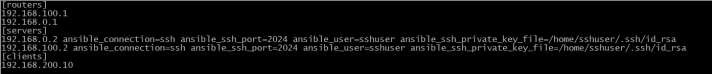 [routers]
192.168.100.1
192.168.0.1
[servers]
192.168.0.2 ansible_connection=ssh ansible_ssh_port=2024 ansible_user=sshuser ansible_ssh_private_key_file=/home/sshuser/.ssh/id_rsa
192.168.100.2 ansible_connection=ssh ansible_ssh_port=2024 ansible_user=sshuser ansible_ssh_private_key_file=/home/sshuser/.ssh/id_rsa
[clients]
192.168.200.10